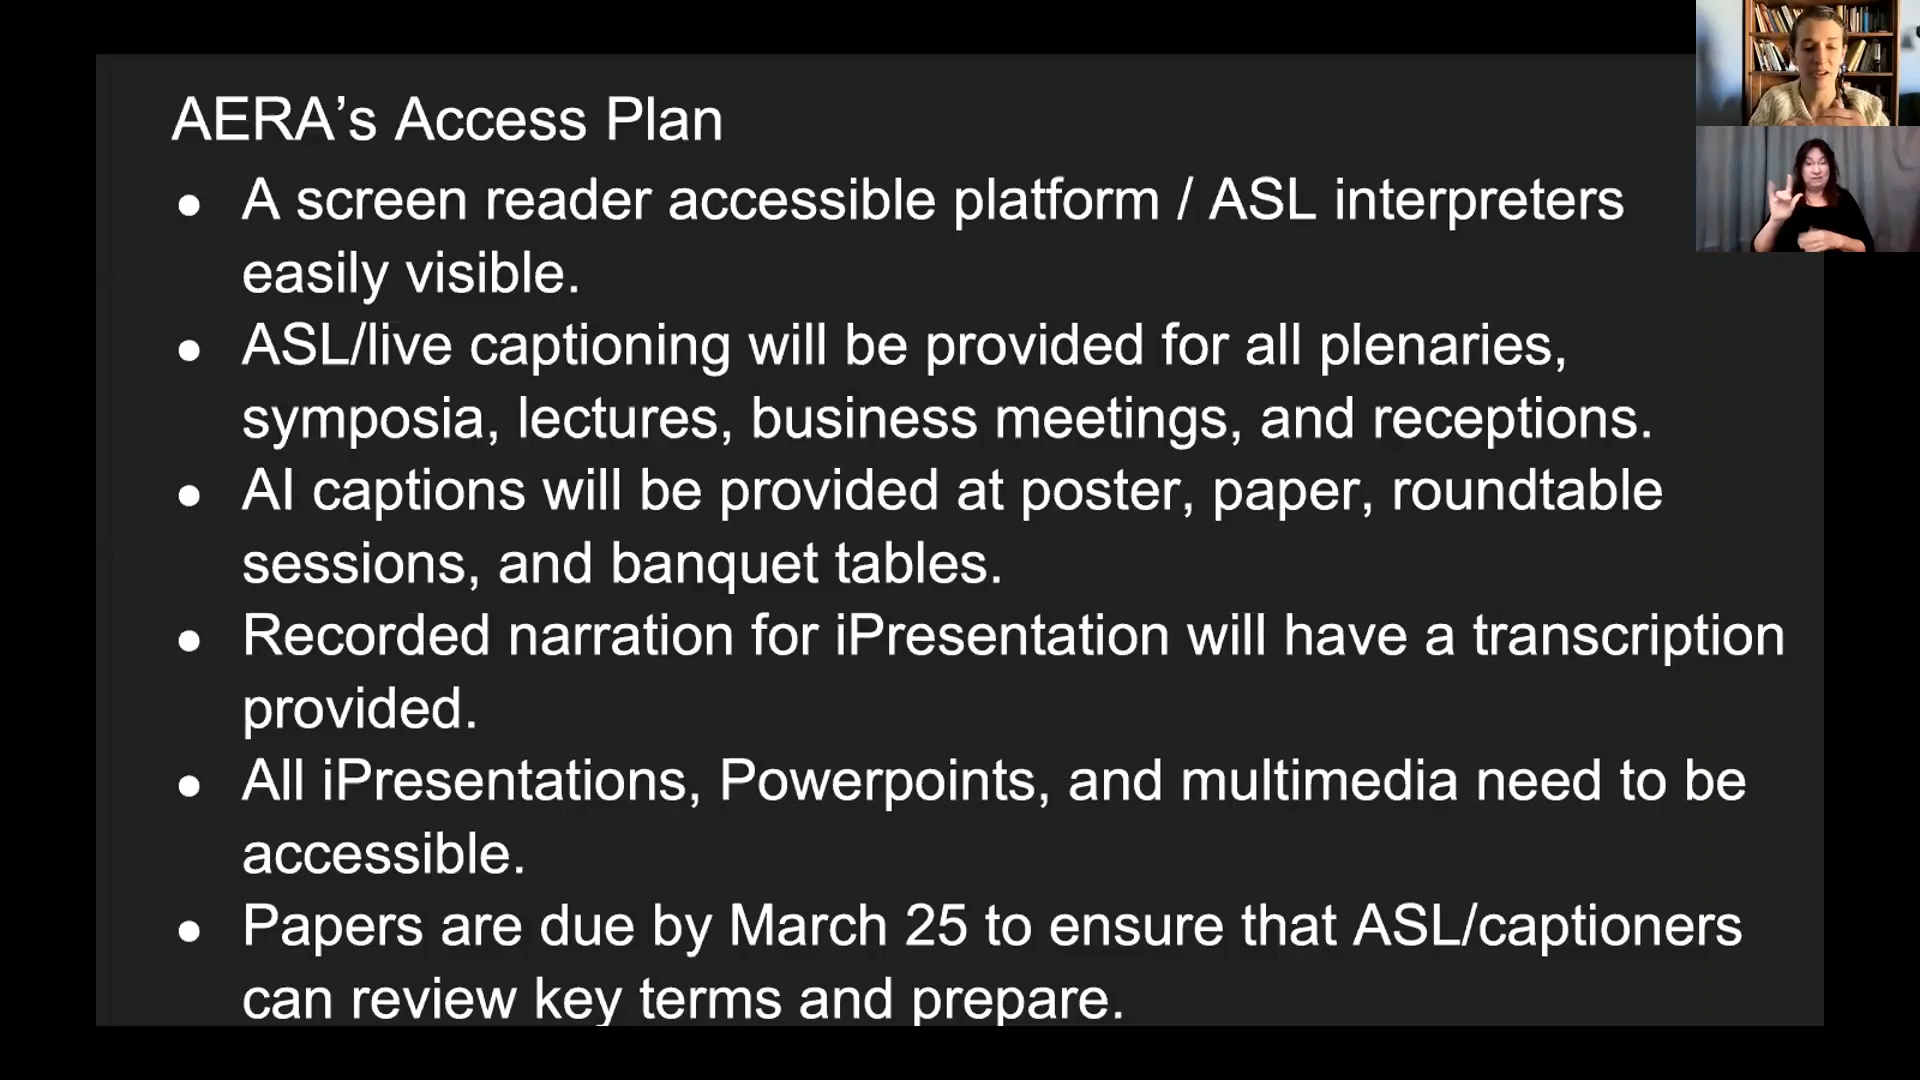 AERA’s Access Plan
● A screen reader accessible platform / ASL interpreters
easily visible.
● ASL/live captioning will be provided for all plenaries,
symposia, lectures, business meetings, and receptions.
● AI captions will be provided at poster, paper, roundtable
sessions, and banquet tables.
● Recorded narration for iPresentation will have a transcription
provided.
● All iPresentations, Powerpoints, and multimedia need to be
accessible.
● Papers are due by March 25 to ensure that ASL/captioners
can review key terms and prepare.